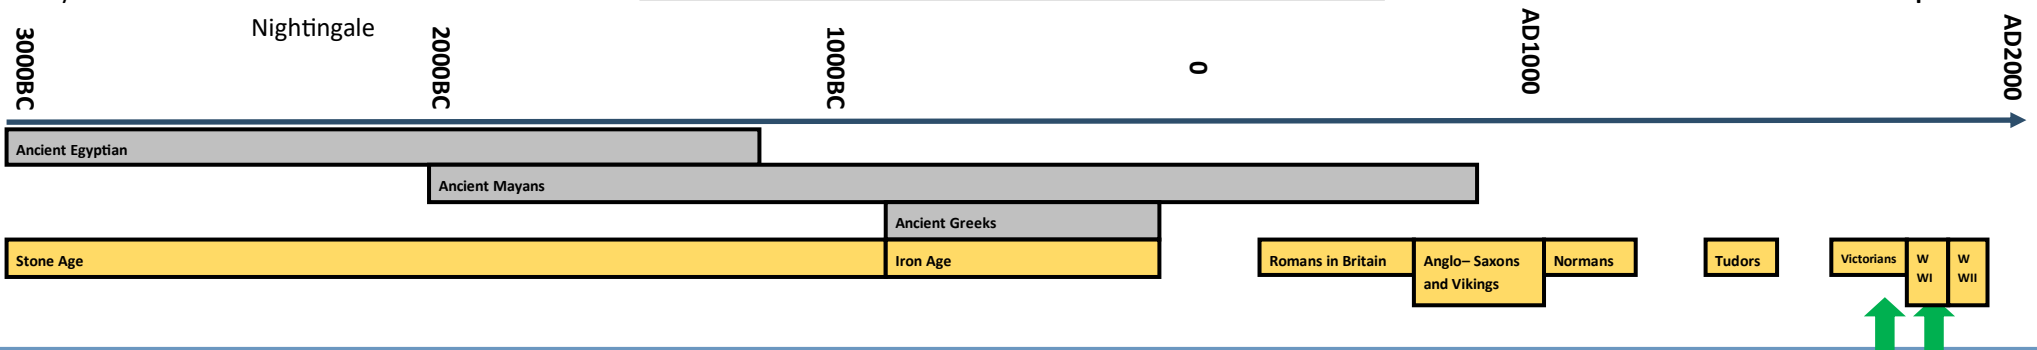 Nightingale
3000BC
2000BC
1000BC
0
AD1000
AD2000
Ancient Egyptian
Ancient Mayans
Ancient Greeks
Stone Age
Iron Age
Romans in Britain
Anglo– Saxons
and Vikings
Normans
Tudors
Victorians
W
WI
W
WII